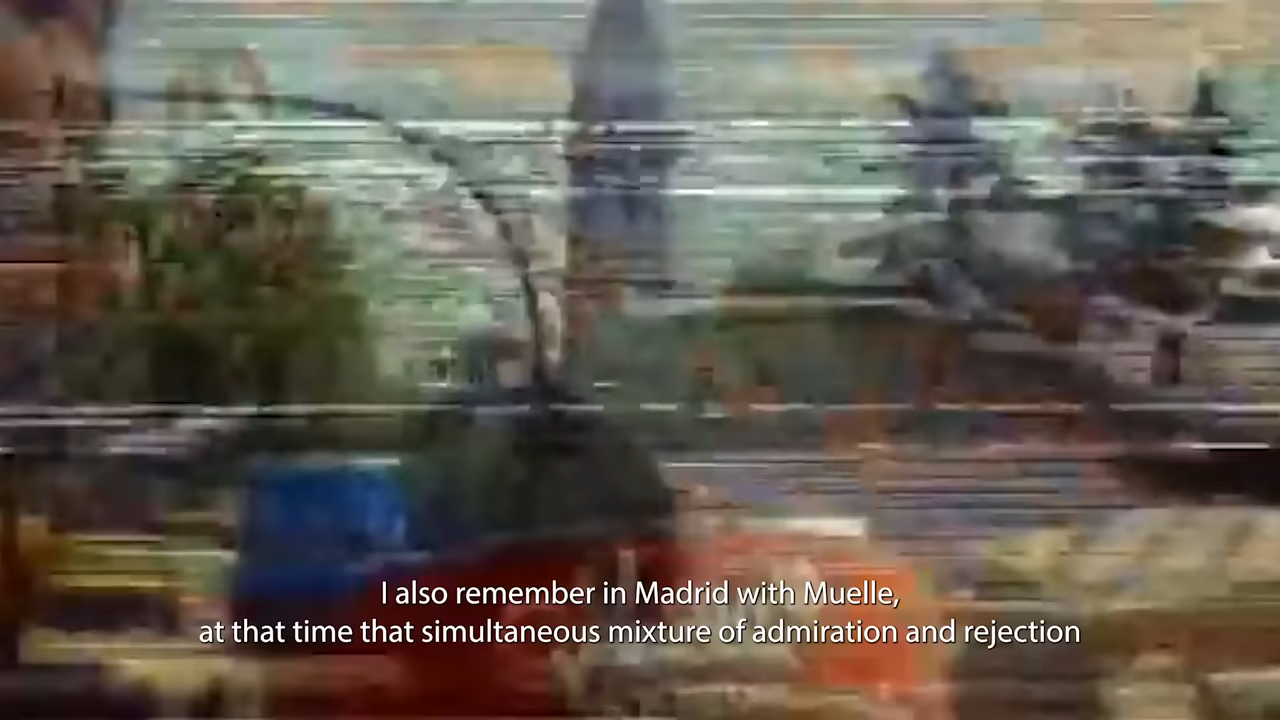 I also remember in Madrid with Muelle,
at that time that simultaneous mixture of admiration and rejection